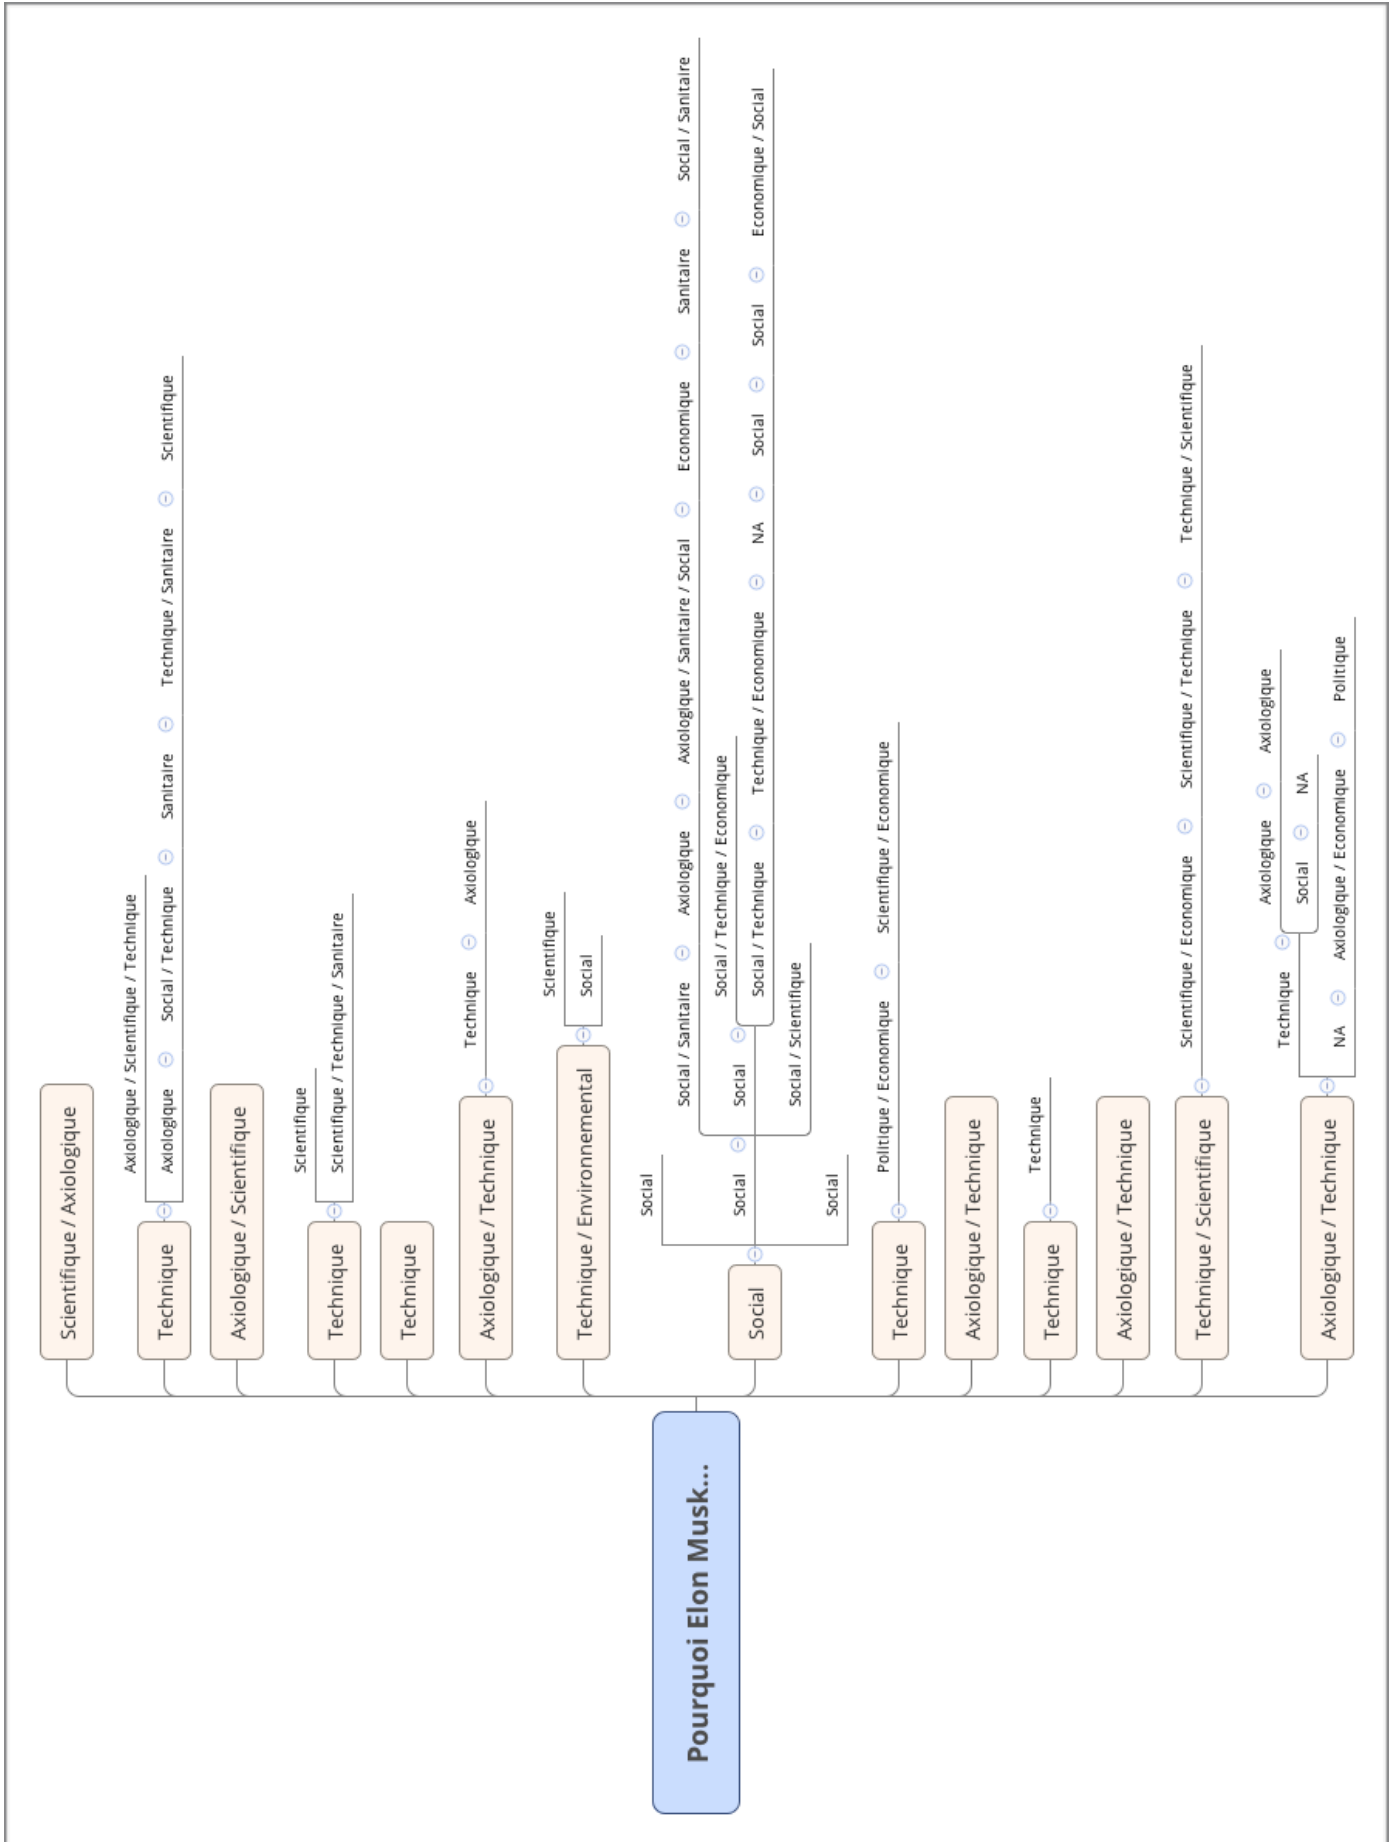 Pourquoi Elon Musk...
Scientifique / Axiologique
Technique
Axiologique / Scientifique / Technique
Axiologique
Social / Technique
Sanitaire
Technique / Sanitaire
Scientifique
Axiologique / Scientifique
Technique
Scientifique
Scientifique / Technique / Sanitaire
Technique
Axiologique / Technique
Technique
Axiologique
Technique / Environnemental
Scientifique
Social
Social
Social
Social
Social / Sanitaire
Axiologique
Axiologique / Sanitaire / Social
Economique
Sanitaire
Social / Sanitaire
Social
Social / Technique / Economique
Social / Technique
Technique / Economique
NA
Social
Social
Economique / Social
Social / Scientifique
Social
Technique
Politique / Economique
Scientifique / Economique
Axiologique / Technique
Technique
Technique
Axiologique / Technique
Technique / Scientifique
Scientifique / Economique
Scientifique / Technique
Technique / Scientifique
Axiologique / Technique
Technique
Axiologique
Axiologique
Social
NA
NA
Axiologique / Economique
Politique